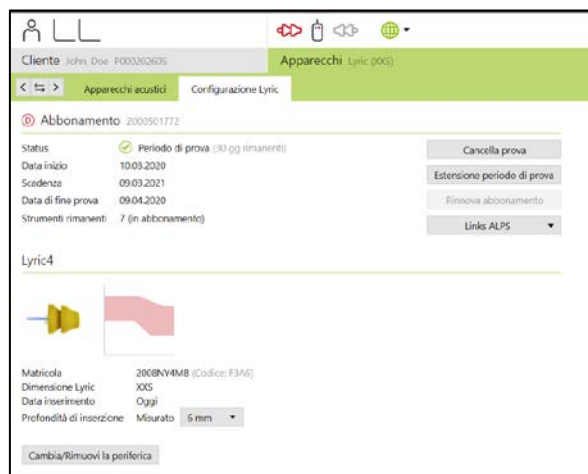 Cliente John, Doe P000202605
Apparecchi Lyric (XXS)
Apparecchi acustici
Configurazione Lyric
Abbonamento 2000501772
Status Periodo di prova (30 gg rimanenti)
Cancella prova
Data inizio 10.03.2020
Estensione periodo di prova
Scadenza 09.03.2021
Data di fine prova 09.04.2020
Rinnova abbonamento
Strumenti rimanenti 7 (in abbonamento)
Links ALPS
Lyric4
Matricola 2008NY4M8 (Codice: F3A6)
Dimensione Lyric XXS
Data inserimento Oggi
Profondità di inserzione Misurato 6 mm
Cambia/Rimuovi la periferica